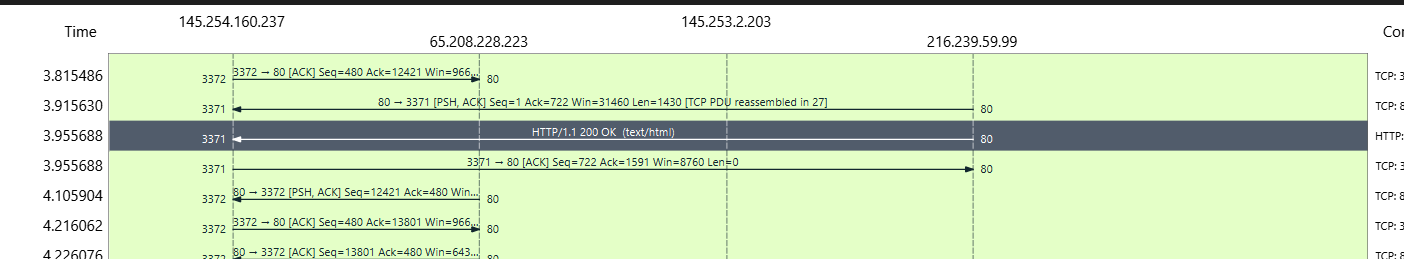 145.254.160.237 145.253.2.203
Time Cor
65.208.228.223 216.239.59.99
3.815486 3372 3372 → 80 [ACK] Seq=480 Ack=12421 Win=966... 80 TCP: 3
3.915630 3371 80 → 3371 [PSH, ACK] Seq=1 Ack=722 Win=31460 Len=1430 [TCP PDU reassembled in 27] 80 TCP: 8
3.955688 3371 HTTP/1.1 200 OK (text/html) 80 HTTP:
3.955688 3371 3371 → 80 [ACK] Seq=722 Ack=1591 Win=8760 Len=0 80 TCP: 3
4.105904 3372 80 → 3372 [PSH, ACK] Seq=12421 Ack=480 Win... 80 TCP: 8
4.216062 3372 3372 → 80 [ACK] Seq=480 Ack=13801 Win=966... 80 TCP: 3
4.226076 3372 80 → 3372 [ACK] Seq=13801 Ack=480 Win=643... 80 TCP: 8